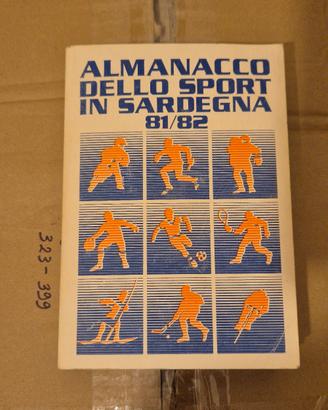 ALMANACCO
DELLO SPORT
IN SARDEGNA
81/82
323-399